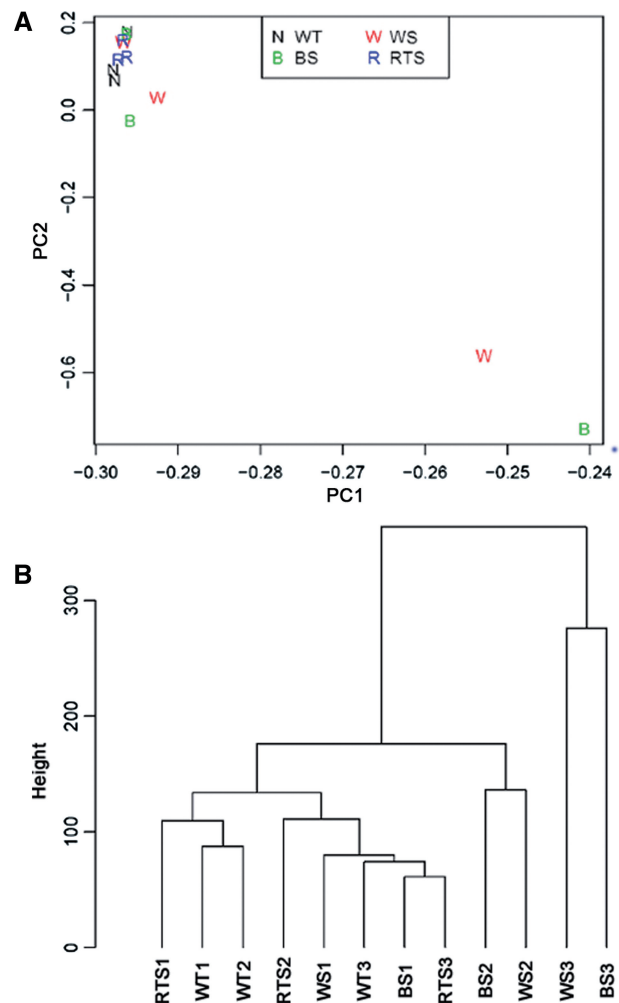 A
0.2
0.0
−0.2
−0.4
−0.6
PC2
N WT W WS
B BS R RTS
N
B
R
W
R
R
N
N
W
B
W
B
−0.30 −0.29 −0.28 −0.27 −0.26 −0.25 −0.24
PC1
B
300
200
100
0
Height
RTS1 WT1 WT2 RTS2 WS1 WT3 BS1 RTS3 BS2 WS2 WS3 BS3